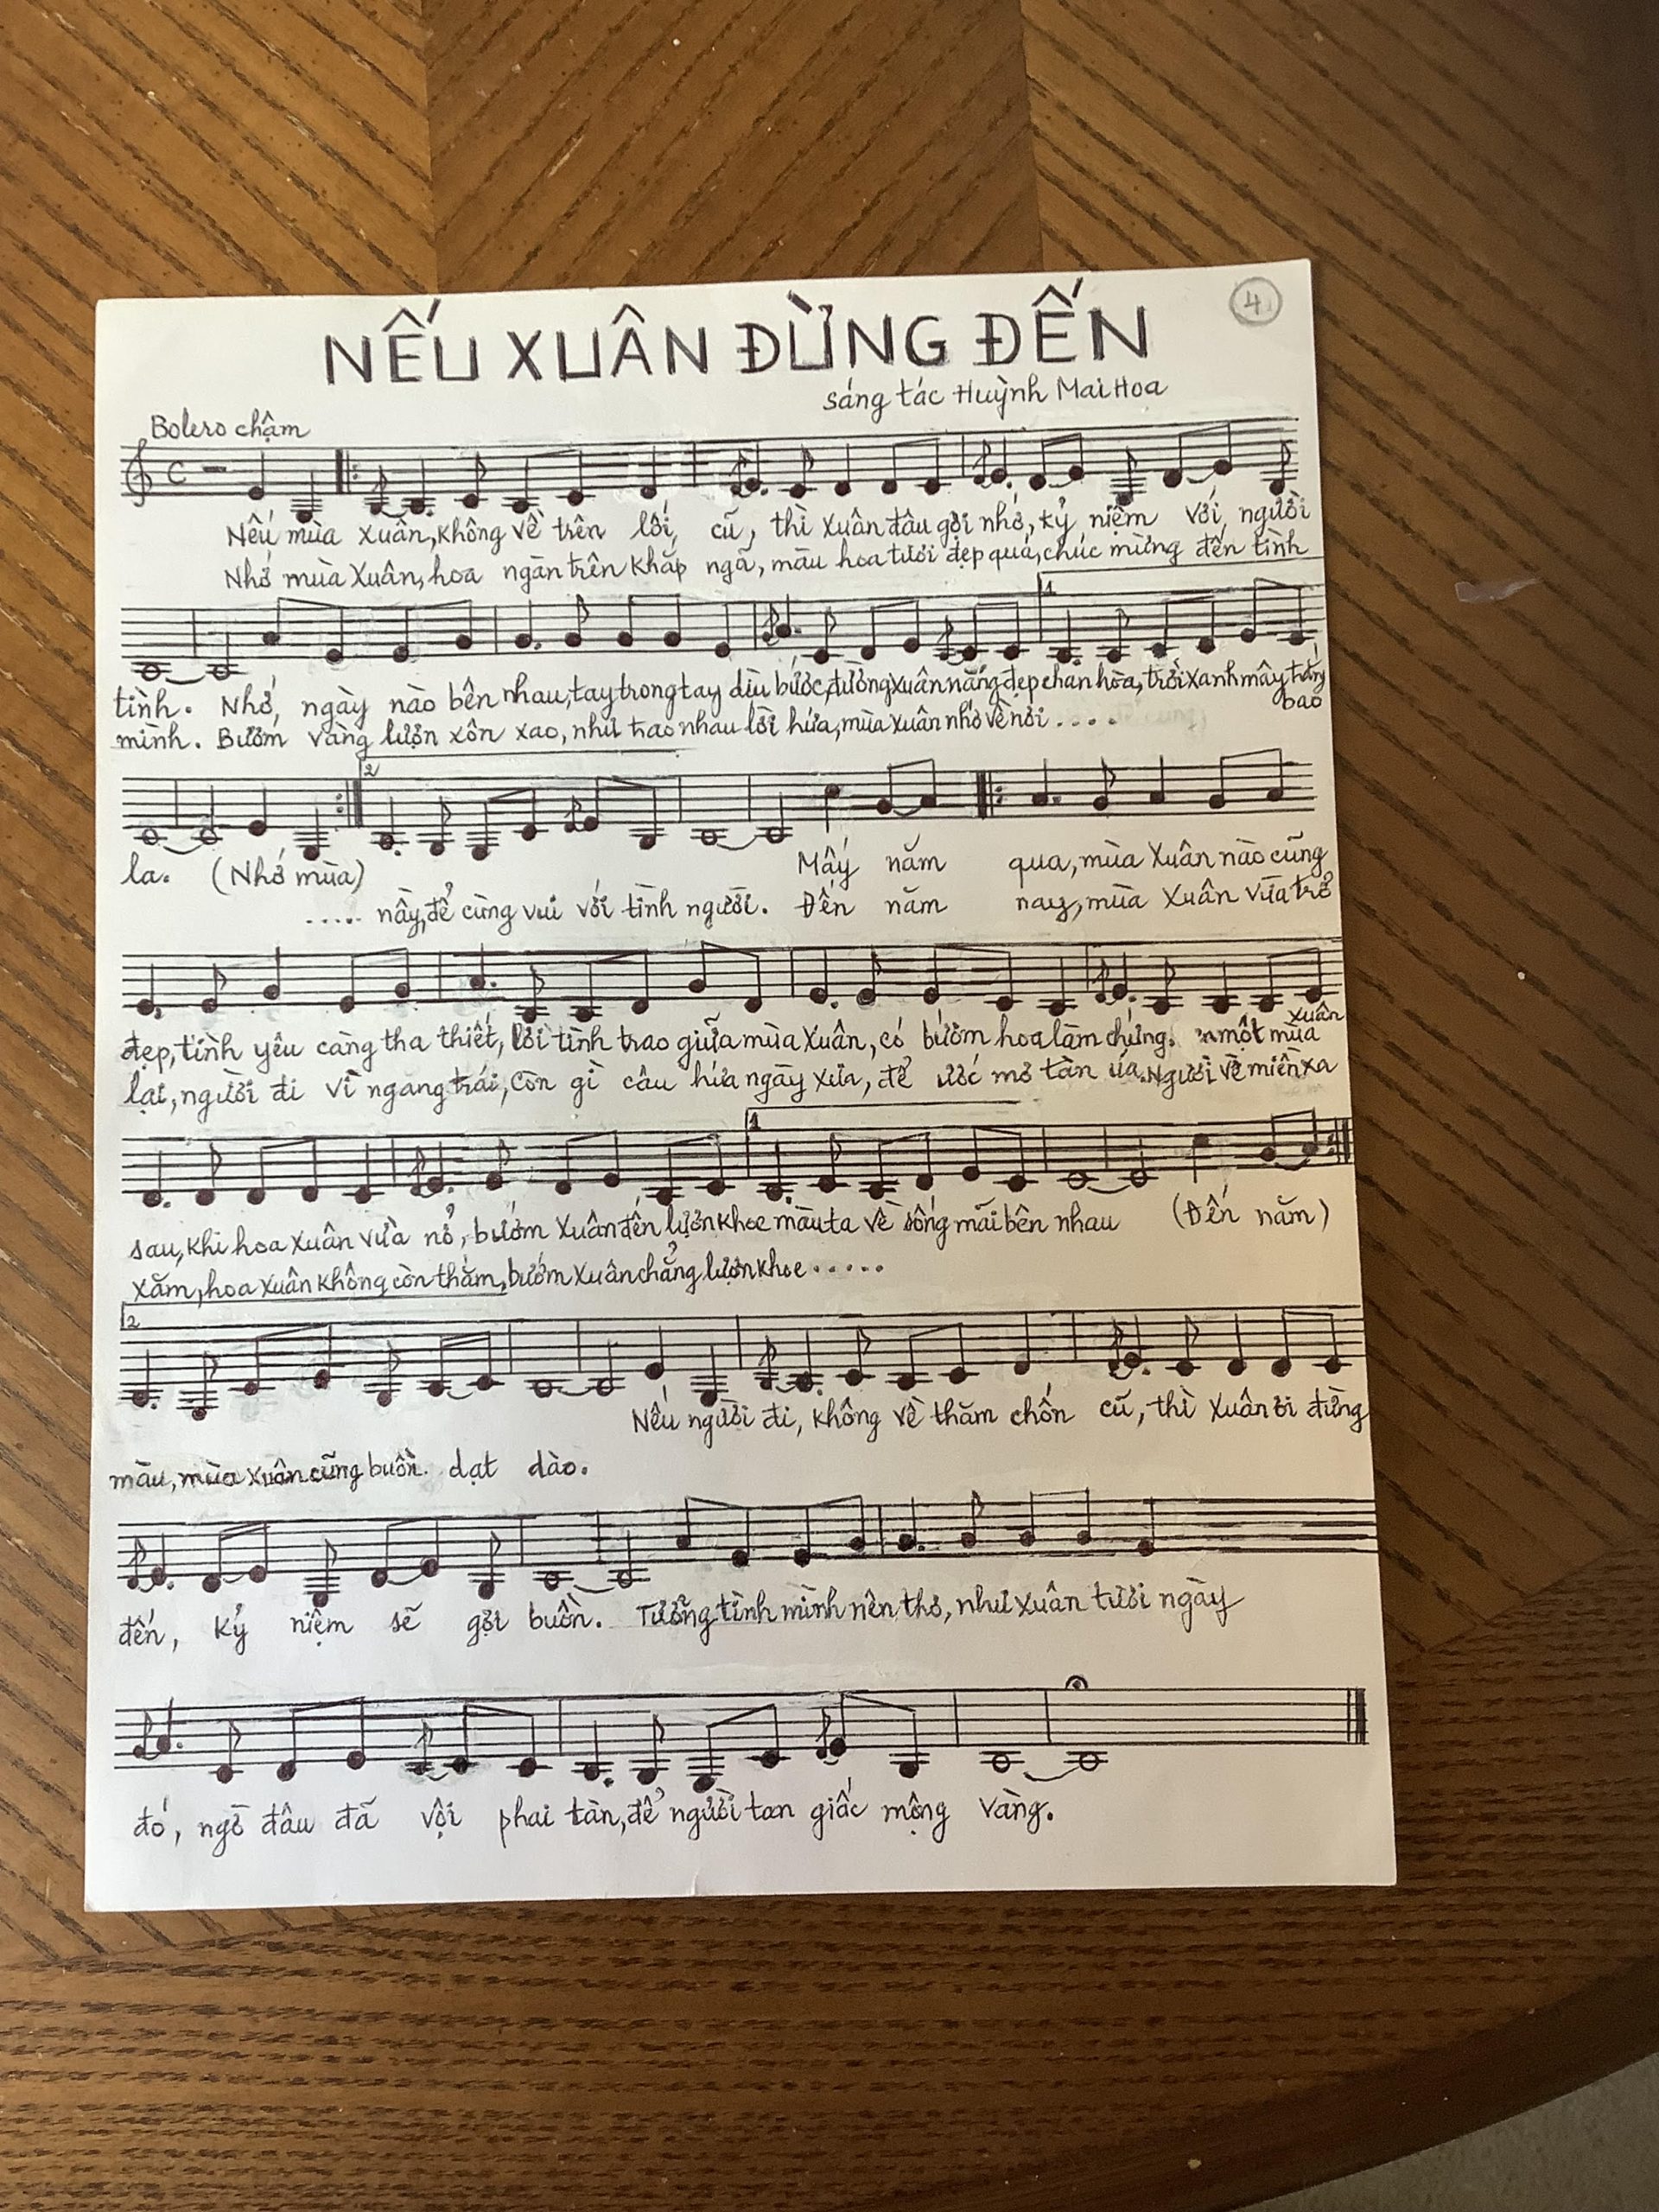 4
NẾU XUÂN ĐỪNG ĐẾN
sáng tác Huỳnh Mai Hoa
Bolero chậm
C
Nếu mùa xuân, không về trên lối, cũ, thì xuân đâu gợi nhớ, kỷ niệm với, người
Nhớ mùa Xuân, hoa ngàn trên khắp ngã, màu hoa tươi đẹp quá, chúc mừng đến tình
1
tình. Nhớ, ngày nào bên nhau, tay trong tay dìu bước, đường xuân nắng đẹp chan hòa, trời xanh mây trắng
bao
mình. Bướm vàng lượn xôn xao, như trao nhau lời hứa, mùa xuân nhớ về nơi ....
2
la. (Nhớ mùa) Mấy năm qua, mùa Xuân nào cũng
..... nầy, để cùng vui với tình người. Đến năm nay, mùa Xuân vừa trở
đẹp, tình yêu càng tha thiết, lời tình trao giữa mùa Xuân, có bướm hoa làm chứng. một mùa
xuân
lại, người đi vì ngang trái, còn gì câu hứa ngày xưa, để ước mơ tàn úa. Người về miền xa
1
sau, khi hoa xuân vừa nở, bướm xuân đến lượn khoe màu ta về sống mãi bên nhau (Đến năm)
xăm, hoa xuân không còn thắm, bướm xuân chẳng lượn khoe .....
2
Nếu người đi, không về thăm chốn cũ, thì xuân ơi đừng
màu, mùa xuân cũng buồn dạt dào.
đến, kỷ niệm sẽ gợi buồn. Tưởng tình mình nên thơ, như xuân tươi ngày
đó, ngờ đâu đã vội phai tàn, để người tan giấc mộng vàng.